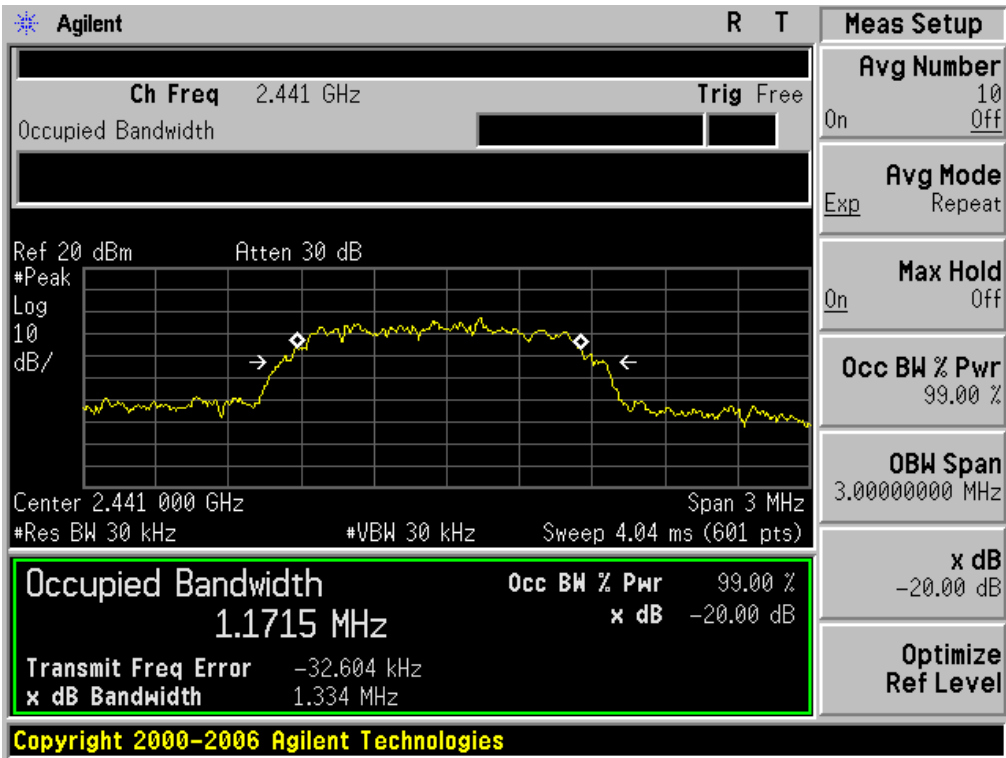 Agilent R T
Ch Freq 2.441 GHz Trig Free
Occupied Bandwidth
Ref 20 dBm Atten 30 dB
#Peak
Log
10
dB/
Center 2.441 000 GHz Span 3 MHz
#Res BW 30 kHz #VBW 30 kHz Sweep 4.04 ms (601 pts)
Occupied Bandwidth Occ BW % Pwr 99.00 %
1.1715 MHz x dB -20.00 dB
Transmit Freq Error -32.604 kHz
x dB Bandwidth 1.334 MHz
Copyright 2000-2006 Agilent Technologies
Meas Setup
Avg Number
10
On Off
Avg Mode
Exp Repeat
Max Hold
On Off
Occ BW % Pwr
99.00 %
OBW Span
3.00000000 MHz
x dB
-20.00 dB
Optimize
Ref Level